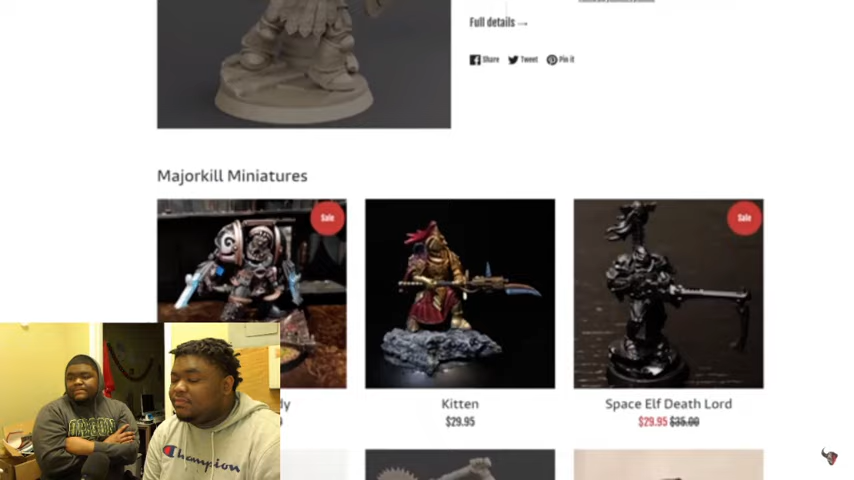 Full details →
Share Tweet Pin it
Majorkill Miniatures
Sale
Sale
dy
Kitten
Space Elf Death Lord
$29.95
$29.95 $35.00
Champion